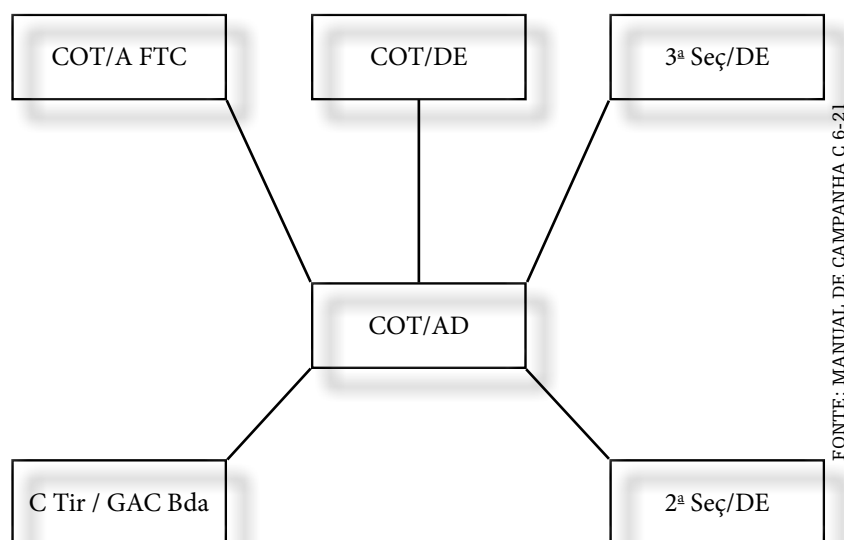 COT/A FTC
COT/DE
3ª Seç/DE
COT/AD
C Tir / GAC Bda
2ª Seç/DE
FONTE: MANUAL DE CAMPANHA C 6-21